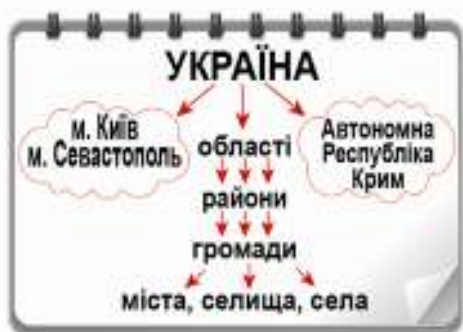 УКРАЇНА
м. Київ
м. Севастополь
області
Автономна
Республіка
Крим
райони
громади
міста, селища, села